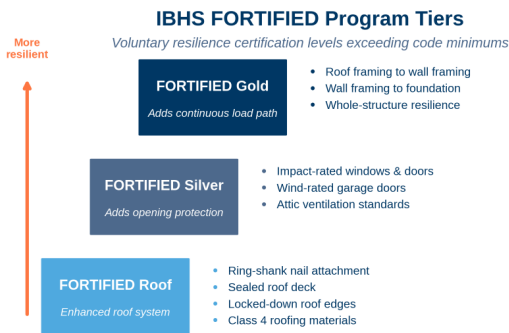 IBHS FORTIFIED Program Tiers
Voluntary resilience certification levels exceeding code minimums
More
resilient
FORTIFIED Gold
Adds continuous load path
• Roof framing to wall framing
• Wall framing to foundation
• Whole-structure resilience
FORTIFIED Silver
Adds opening protection
• Impact-rated windows & doors
• Wind-rated garage doors
• Attic ventilation standards
FORTIFIED Roof
Enhanced roof system
• Ring-shank nail attachment
• Sealed roof deck
• Locked-down roof edges
• Class 4 roofing materials